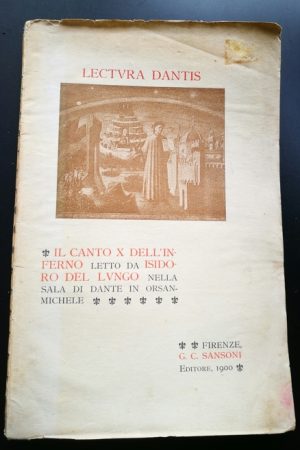 LECTVRA DANTIS
IL CANTO X DELL'IN-
FERNO LETTO DA ISIDO-
RO DEL LVNGO NELLA
SALA DI DANTE IN ORSAN-
MICHELE
FIRENZE,
G. C. SANSONI
EDITORE, 1900